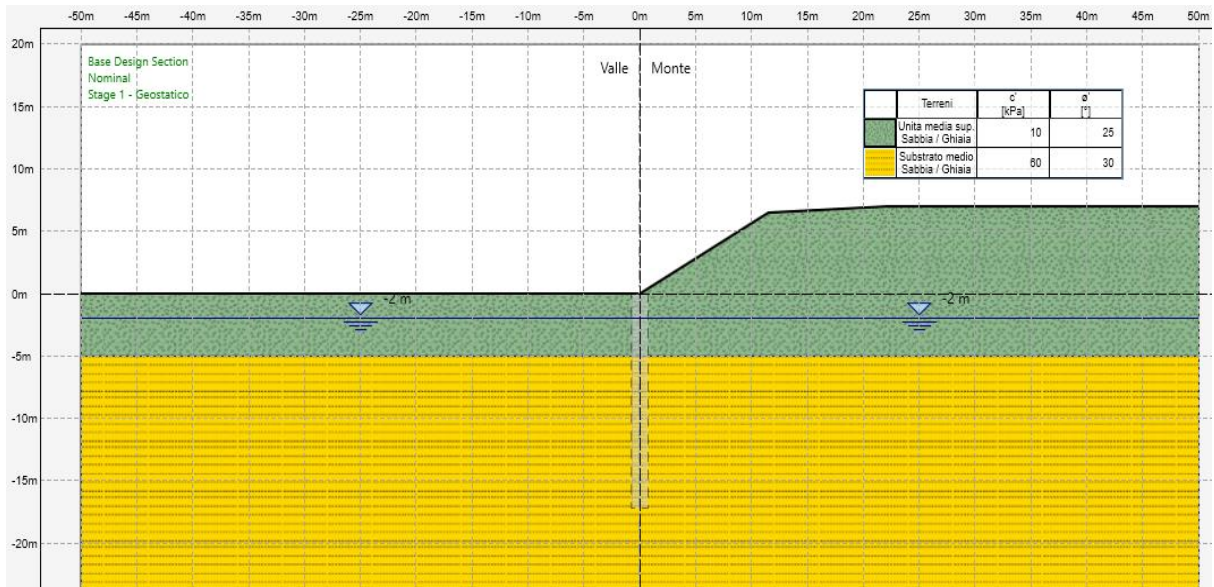 -50m -45m -40m -35m -30m -25m -20m -15m -10m -5m 0m 5m 10m 15m 20m 25m 30m 35m 40m 45m 50m
20m
Base Design Section
Nominal
Stage 1 - Geostatico
Valle Monte
15m
Terreni c' ø'
[kPa] [°]
Unita media sup. 10 25
Sabbia / Ghiaia
Substrato medio 60 30
Sabbia / Ghiaia
10m
5m
0m
-2 m -2 m
-5m
-10m
-15m
-20m